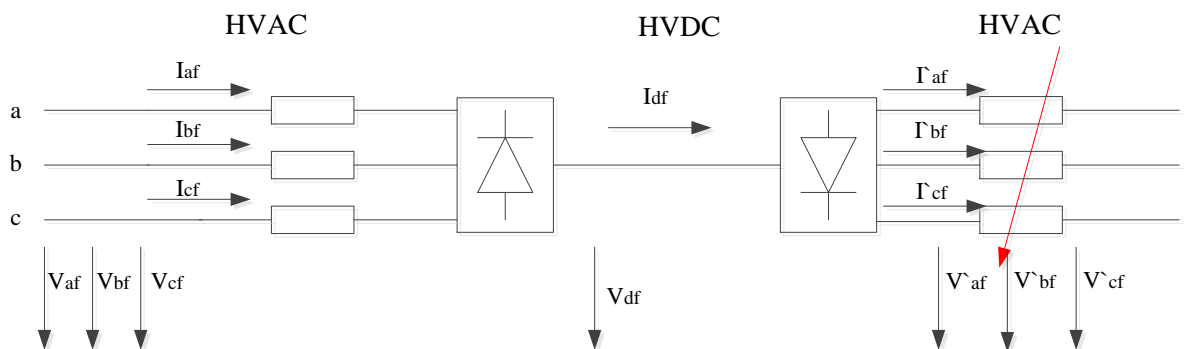 HVAC HVDC HVAC
Iaf Idf I`af
a
Ibf I`bf
b
Icf I`cf
c
Vaf Vbf Vcf Vdf V`af V`bf V`cf